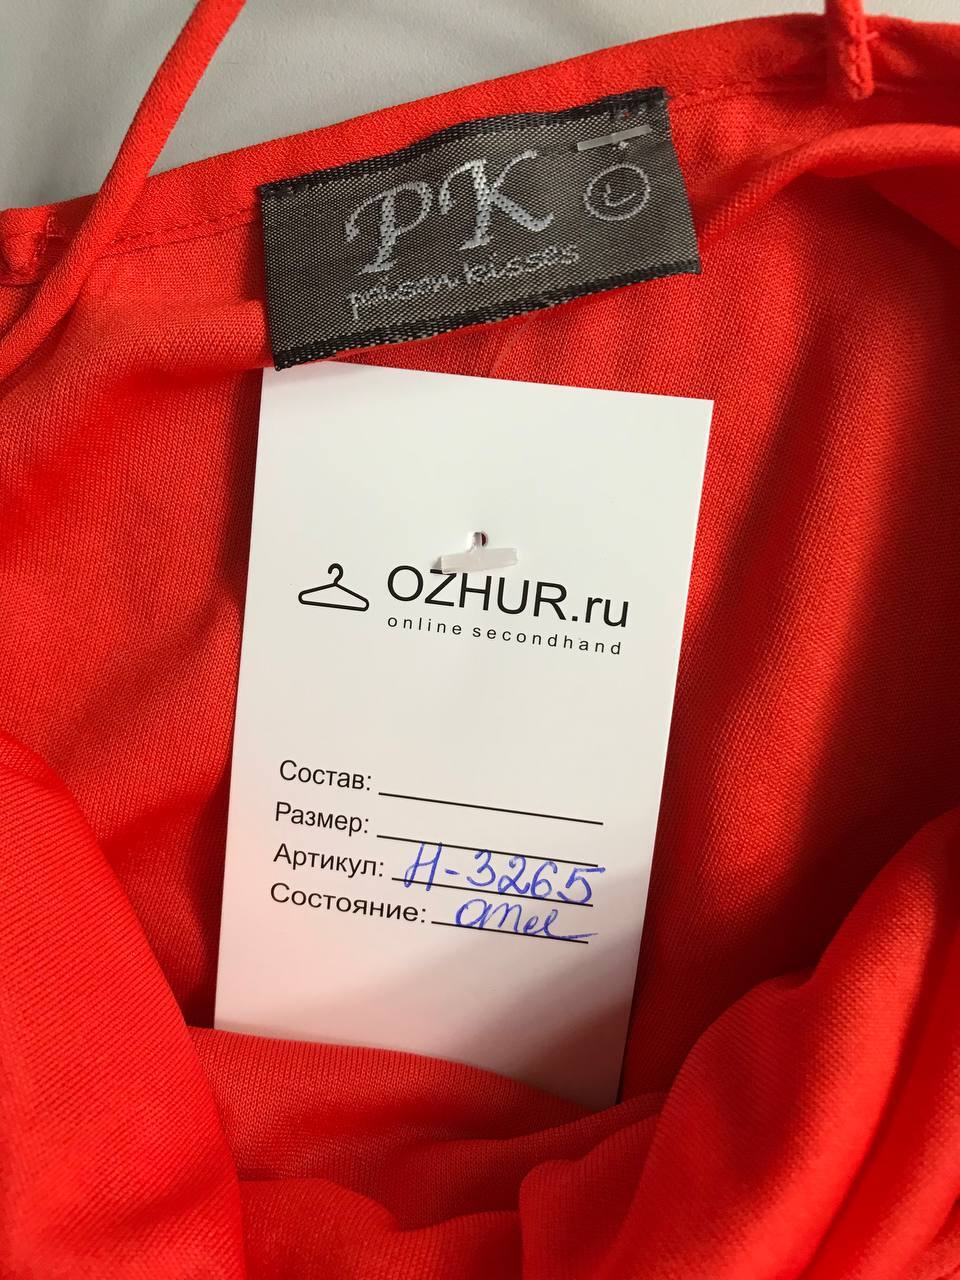 PK
L
poison kisses
OZHUR.ru
online secondhand
Состав:
Размер:
Артикул: Н-3265
Состояние: отл